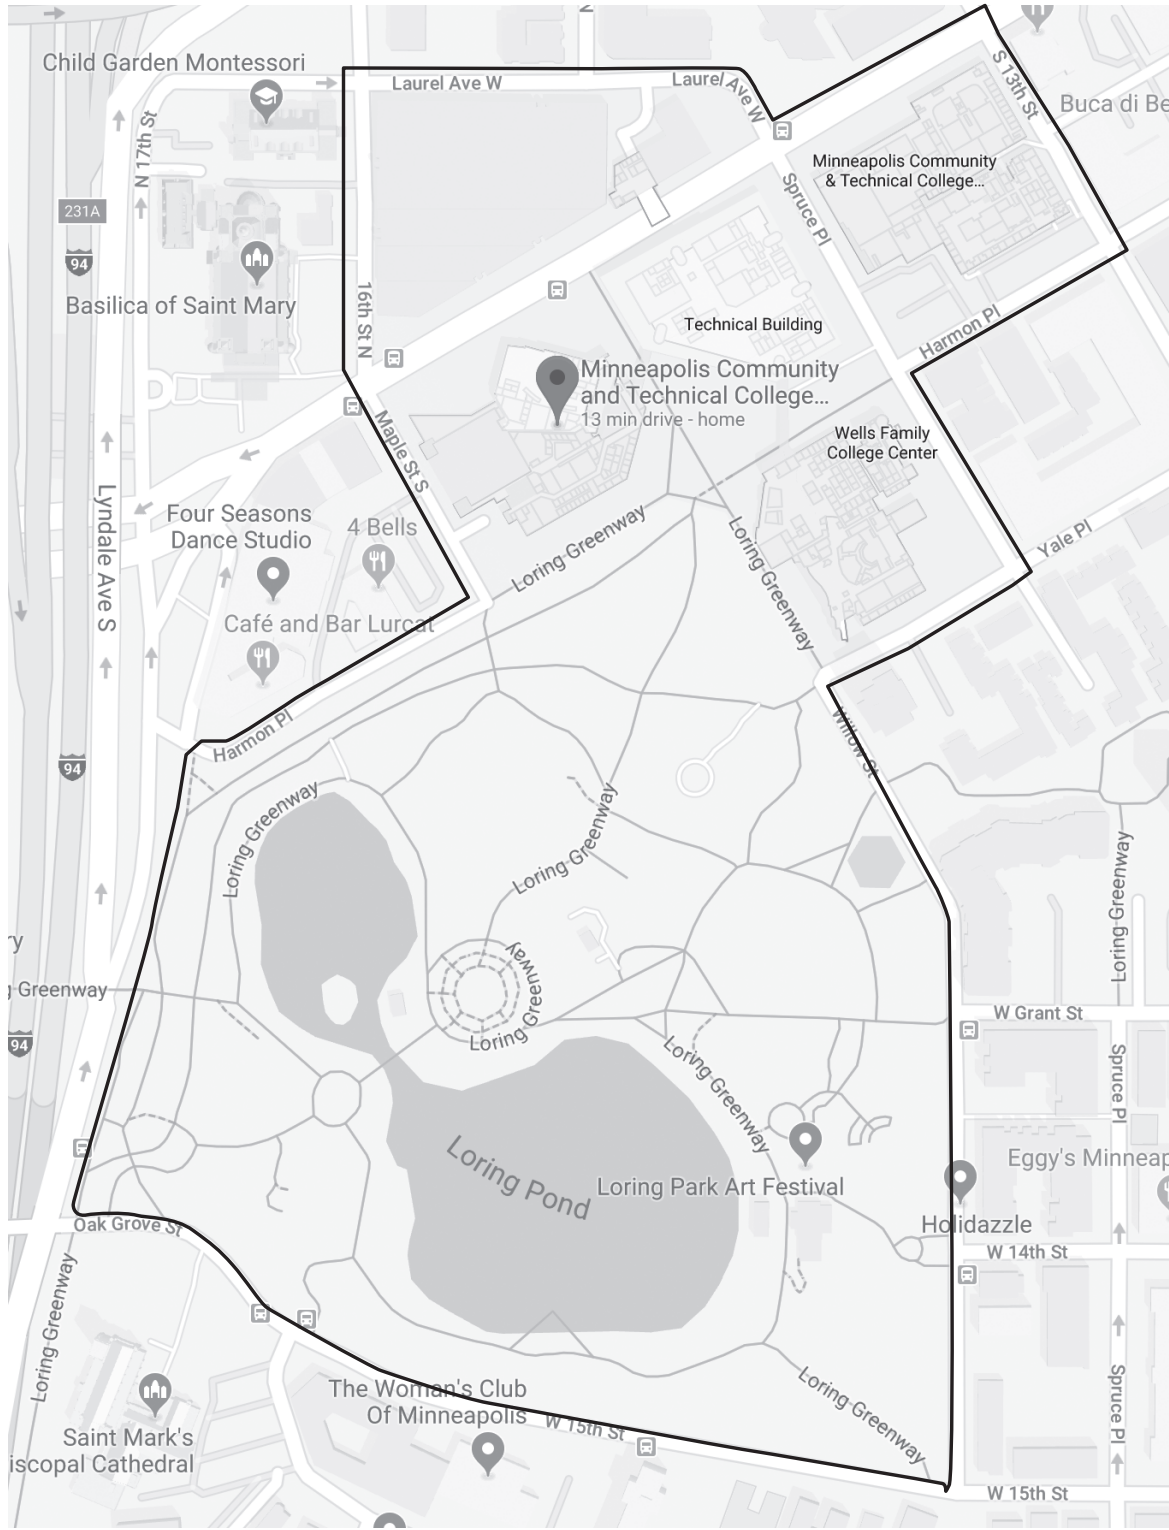 Child Garden Montessori
Laurel Ave W
Laurel Ave W
S 13th St
Buca di Be
N 17th St
Minneapolis Community
& Technical College...
231A
Spruce Pl
94
Basilica of Saint Mary
16th St N
Technical Building
Harmon Pl
Minneapolis Community
and Technical College...
13 min drive - home
Maple St S
Wells Family
College Center
Lyndale Ave S
Four Seasons
Dance Studio
4 Bells
Loring Greenway
Loring Greenway
Yale Pl
Café and Bar Lurcat
Harmon Pl
Willow St
94
Loring Greenway
Loring Greenway
Loring Greenway
ry
g Greenway
Loring Greenway
Loring Greenway
W Grant St
94
Loring Greenway
Spruce Pl
Loring Pond
Loring Park Art Festival
Eggy's Minneap
Holidazzle
Oak Grove St
W 14th St
Loring Greenway
The Woman's Club
Of Minneapolis
W 15th St
Loring Greenway
Spruce Pl
Saint Mark's
iscopal Cathedral
W 15th St